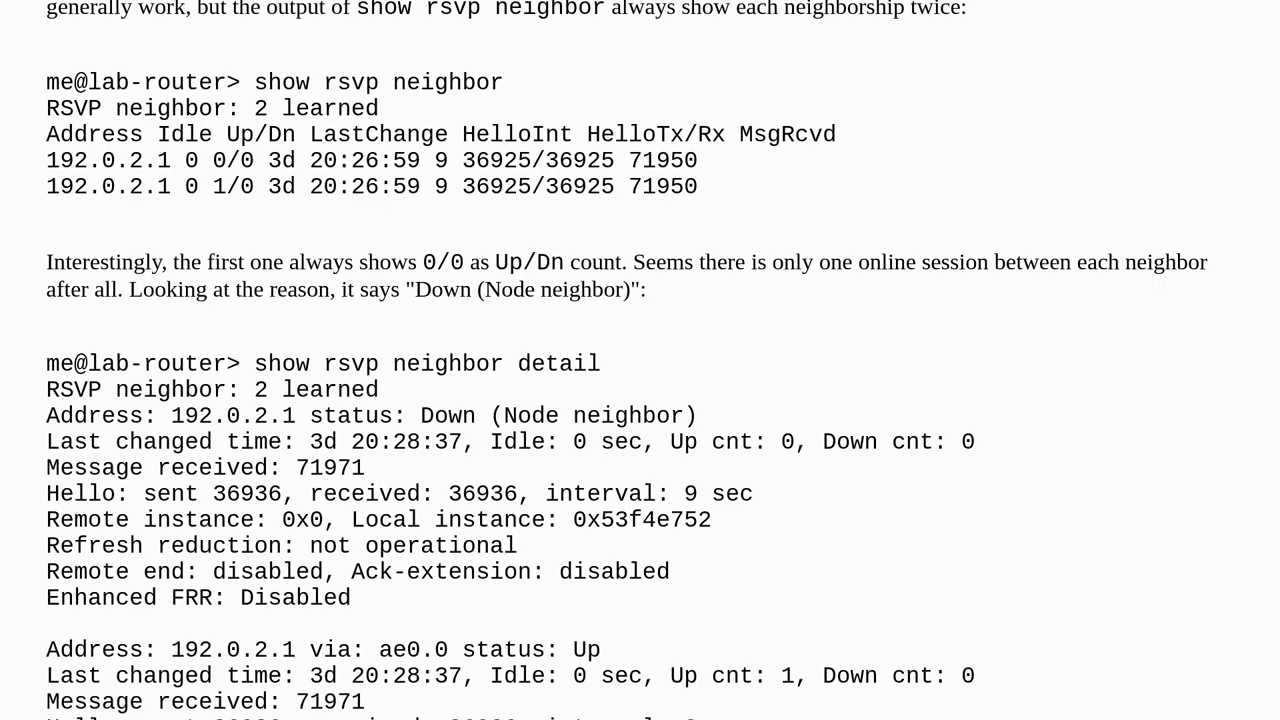 generally work, but the output of show rsvp neighbor always show each neighborship twice:
me@lab-router> show rsvp neighbor
RSVP neighbor: 2 learned
Address Idle Up/Dn LastChange HelloInt HelloTx/Rx MsgRcvd
192.0.2.1 0 0/0 3d 20:26:59 9 36925/36925 71950
192.0.2.1 0 1/0 3d 20:26:59 9 36925/36925 71950
Interestingly, the first one always shows 0/0 as Up/Dn count. Seems there is only one online session between each neighbor
after all. Looking at the reason, it says "Down (Node neighbor)":
me@lab-router> show rsvp neighbor detail
RSVP neighbor: 2 learned
Address: 192.0.2.1 status: Down (Node neighbor)
Last changed time: 3d 20:28:37, Idle: 0 sec, Up cnt: 0, Down cnt: 0
Message received: 71971
Hello: sent 36936, received: 36936, interval: 9 sec
Remote instance: 0x0, Local instance: 0x53f4e752
Refresh reduction: not operational
Remote end: disabled, Ack-extension: disabled
Enhanced FRR: Disabled
Address: 192.0.2.1 via: ae0.0 status: Up
Last changed time: 3d 20:28:37, Idle: 0 sec, Up cnt: 1, Down cnt: 0
Message received: 71971